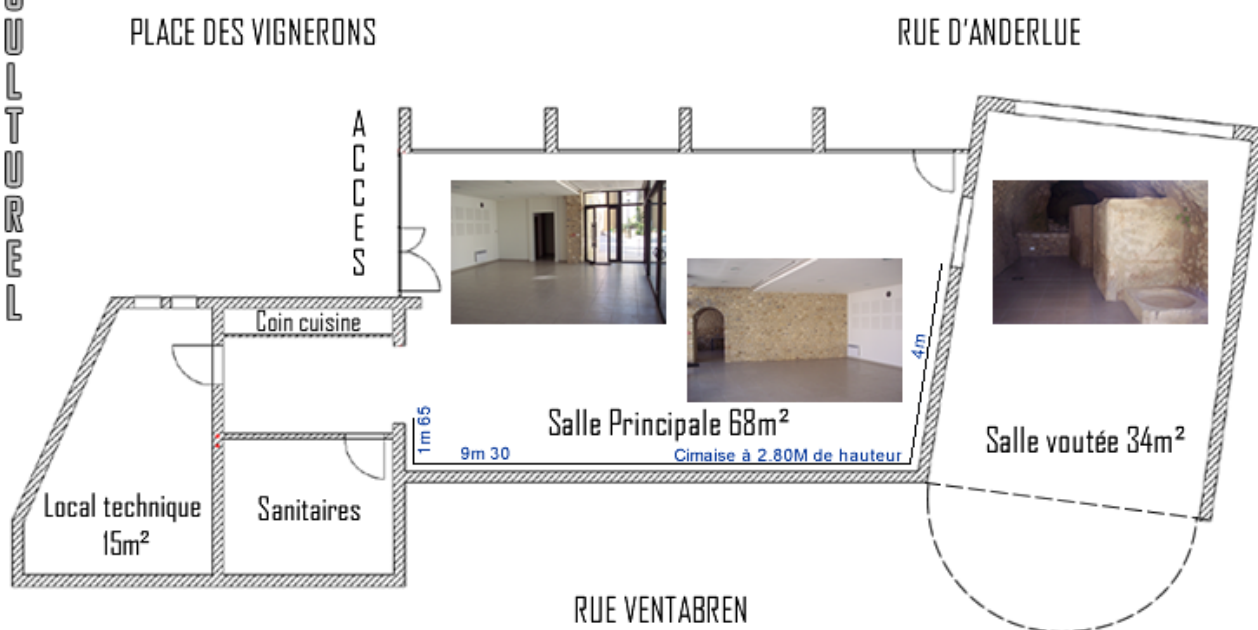 CULTUREL
PLACE DES VIGNERONS
RUE D'ANDERLUE
ACCES
Coin cuisine
4m
1m 65
Salle Principale 68m²
9m 30
Cimaise à 2.80M de hauteur
Salle voutée 34m²
Local technique
15m²
Sanitaires
RUE VENTABREN